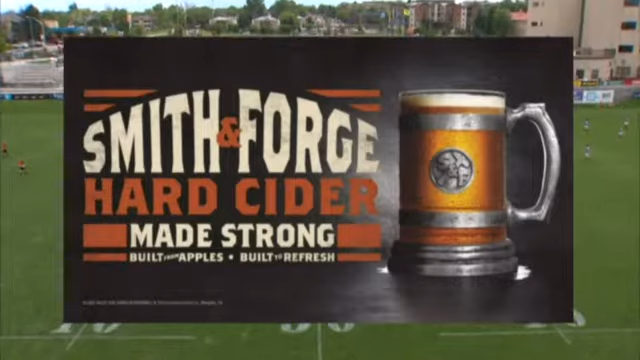 SMITH & FORGE
HARD CIDER
MADE STRONG
BUILT FROM APPLES • BUILT TO REFRESH